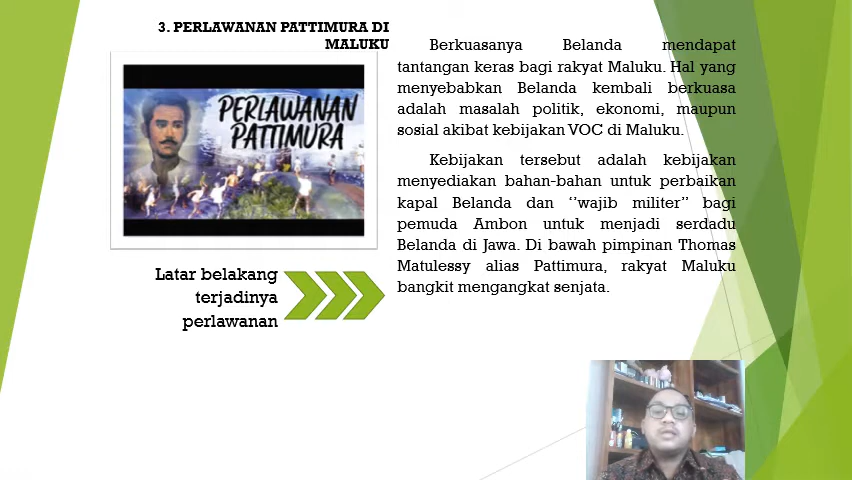 3. PERLAWANAN PATTIMURA DI
MALUKU
PERLAWANAN
PATTIMURA
Latar belakang
terjadinya
perlawanan
Berkuasanya Belanda mendapat
tantangan keras bagi rakyat Maluku. Hal yang
menyebabkan Belanda kembali berkuasa
adalah masalah politik, ekonomi, maupun
sosial akibat kebijakan VOC di Maluku.
Kebijakan tersebut adalah kebijakan
menyediakan bahan-bahan untuk perbaikan
kapal Belanda dan ‘’wajib militer’’ bagi
pemuda Ambon untuk menjadi serdadu
Belanda di Jawa. Di bawah pimpinan Thomas
Matulessy alias Pattimura, rakyat Maluku
bangkit mengangkat senjata.